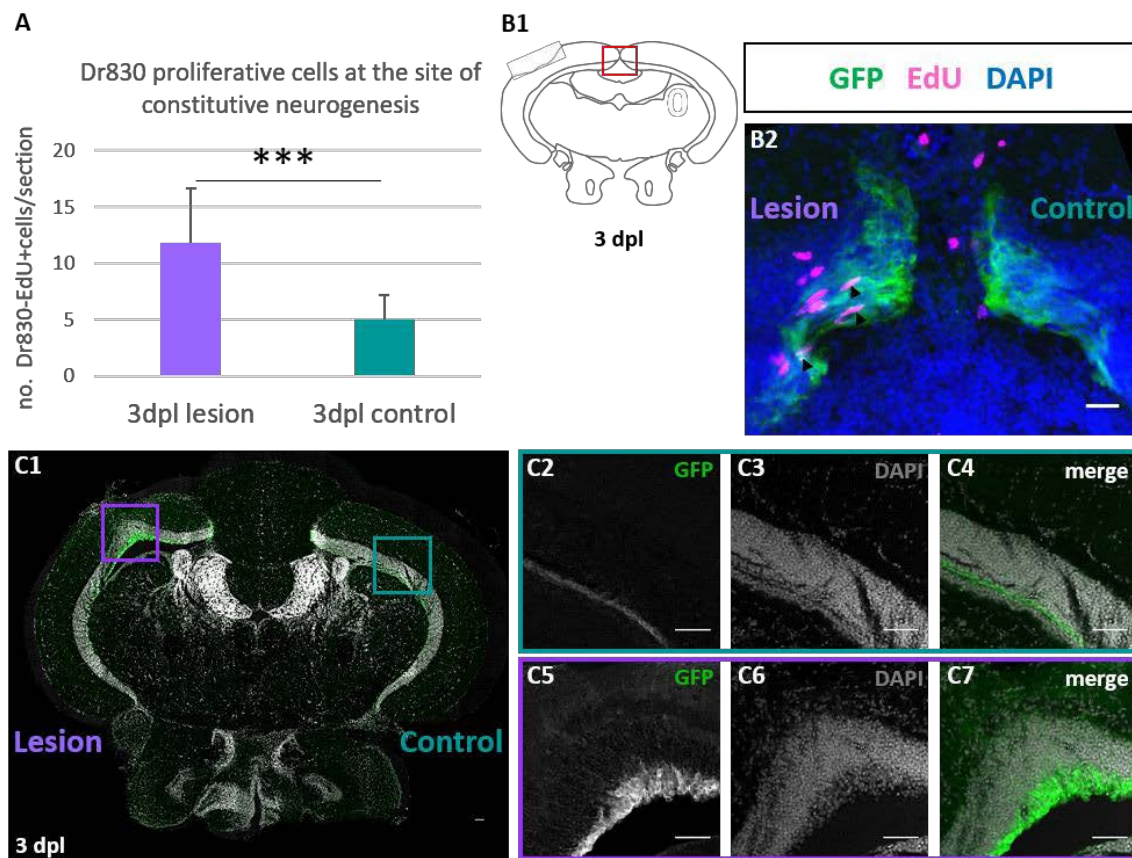 A
Dr830 proliferative cells at the site of
constitutive neurogenesis
no. Dr830-EdU+cells/section
20
15
10
5
0
***
3dpl lesion
3dpl control
B1
3 dpl
GFP EdU DAPI
B2
Lesion
Control
C1
Lesion
Control
3 dpl
C2
GFP
C3
DAPI
C4
merge
C5
GFP
C6
DAPI
C7
merge